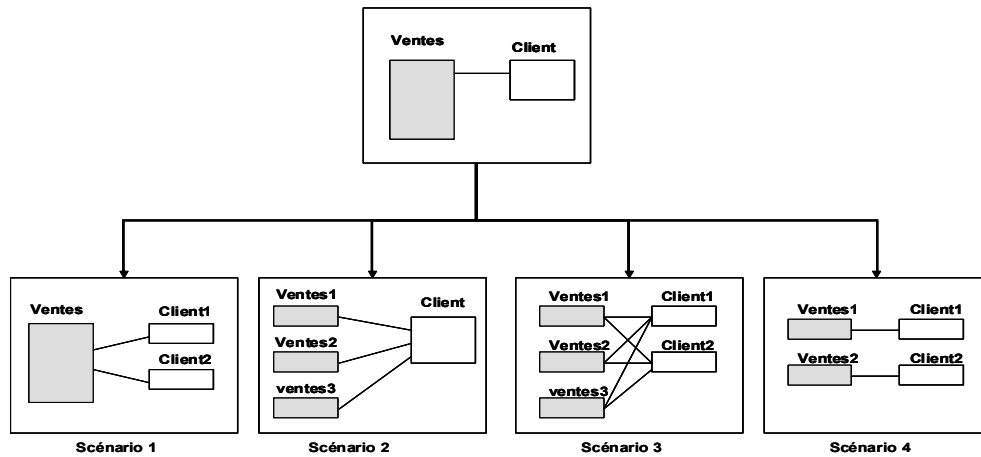 Ventes
Client
Ventes
Client1
Client2
Scénario 1
Ventes1
Client
Ventes2
ventes3
Scénario 2
Ventes1
Client1
Ventes2
Client2
ventes3
Scénario 3
Ventes1
Client1
Ventes2
Client2
Scénario 4